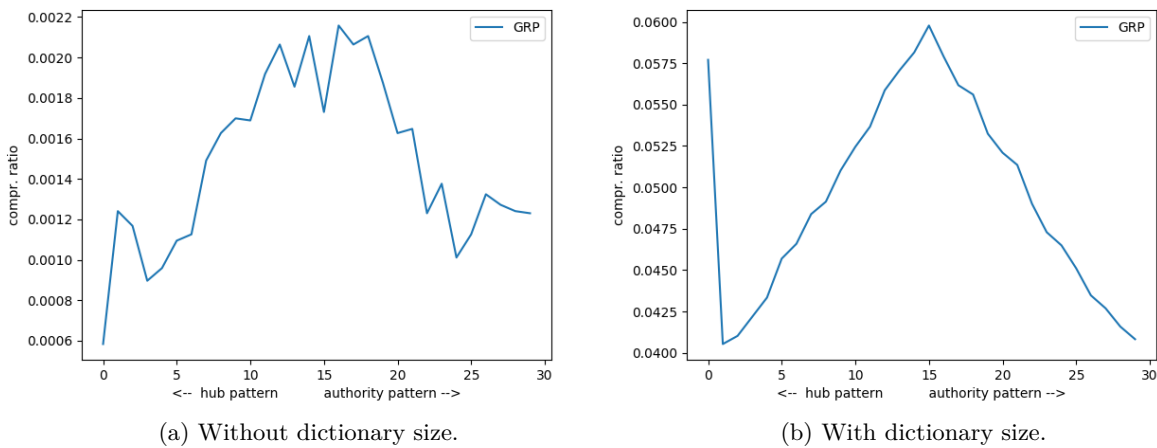 0.0022
0.0020
0.0018
0.0016
0.0014
0.0012
0.0010
0.0008
0.0006
compr. ratio
GRP
0 5 10 15 20 25 30
<-- hub pattern authority pattern -->
(a) Without dictionary size.
0.0600
0.0575
0.0550
0.0525
0.0500
0.0475
0.0450
0.0425
0.0400
compr. ratio
GRP
0 5 10 15 20 25 30
<-- hub pattern authority pattern -->
(b) With dictionary size.